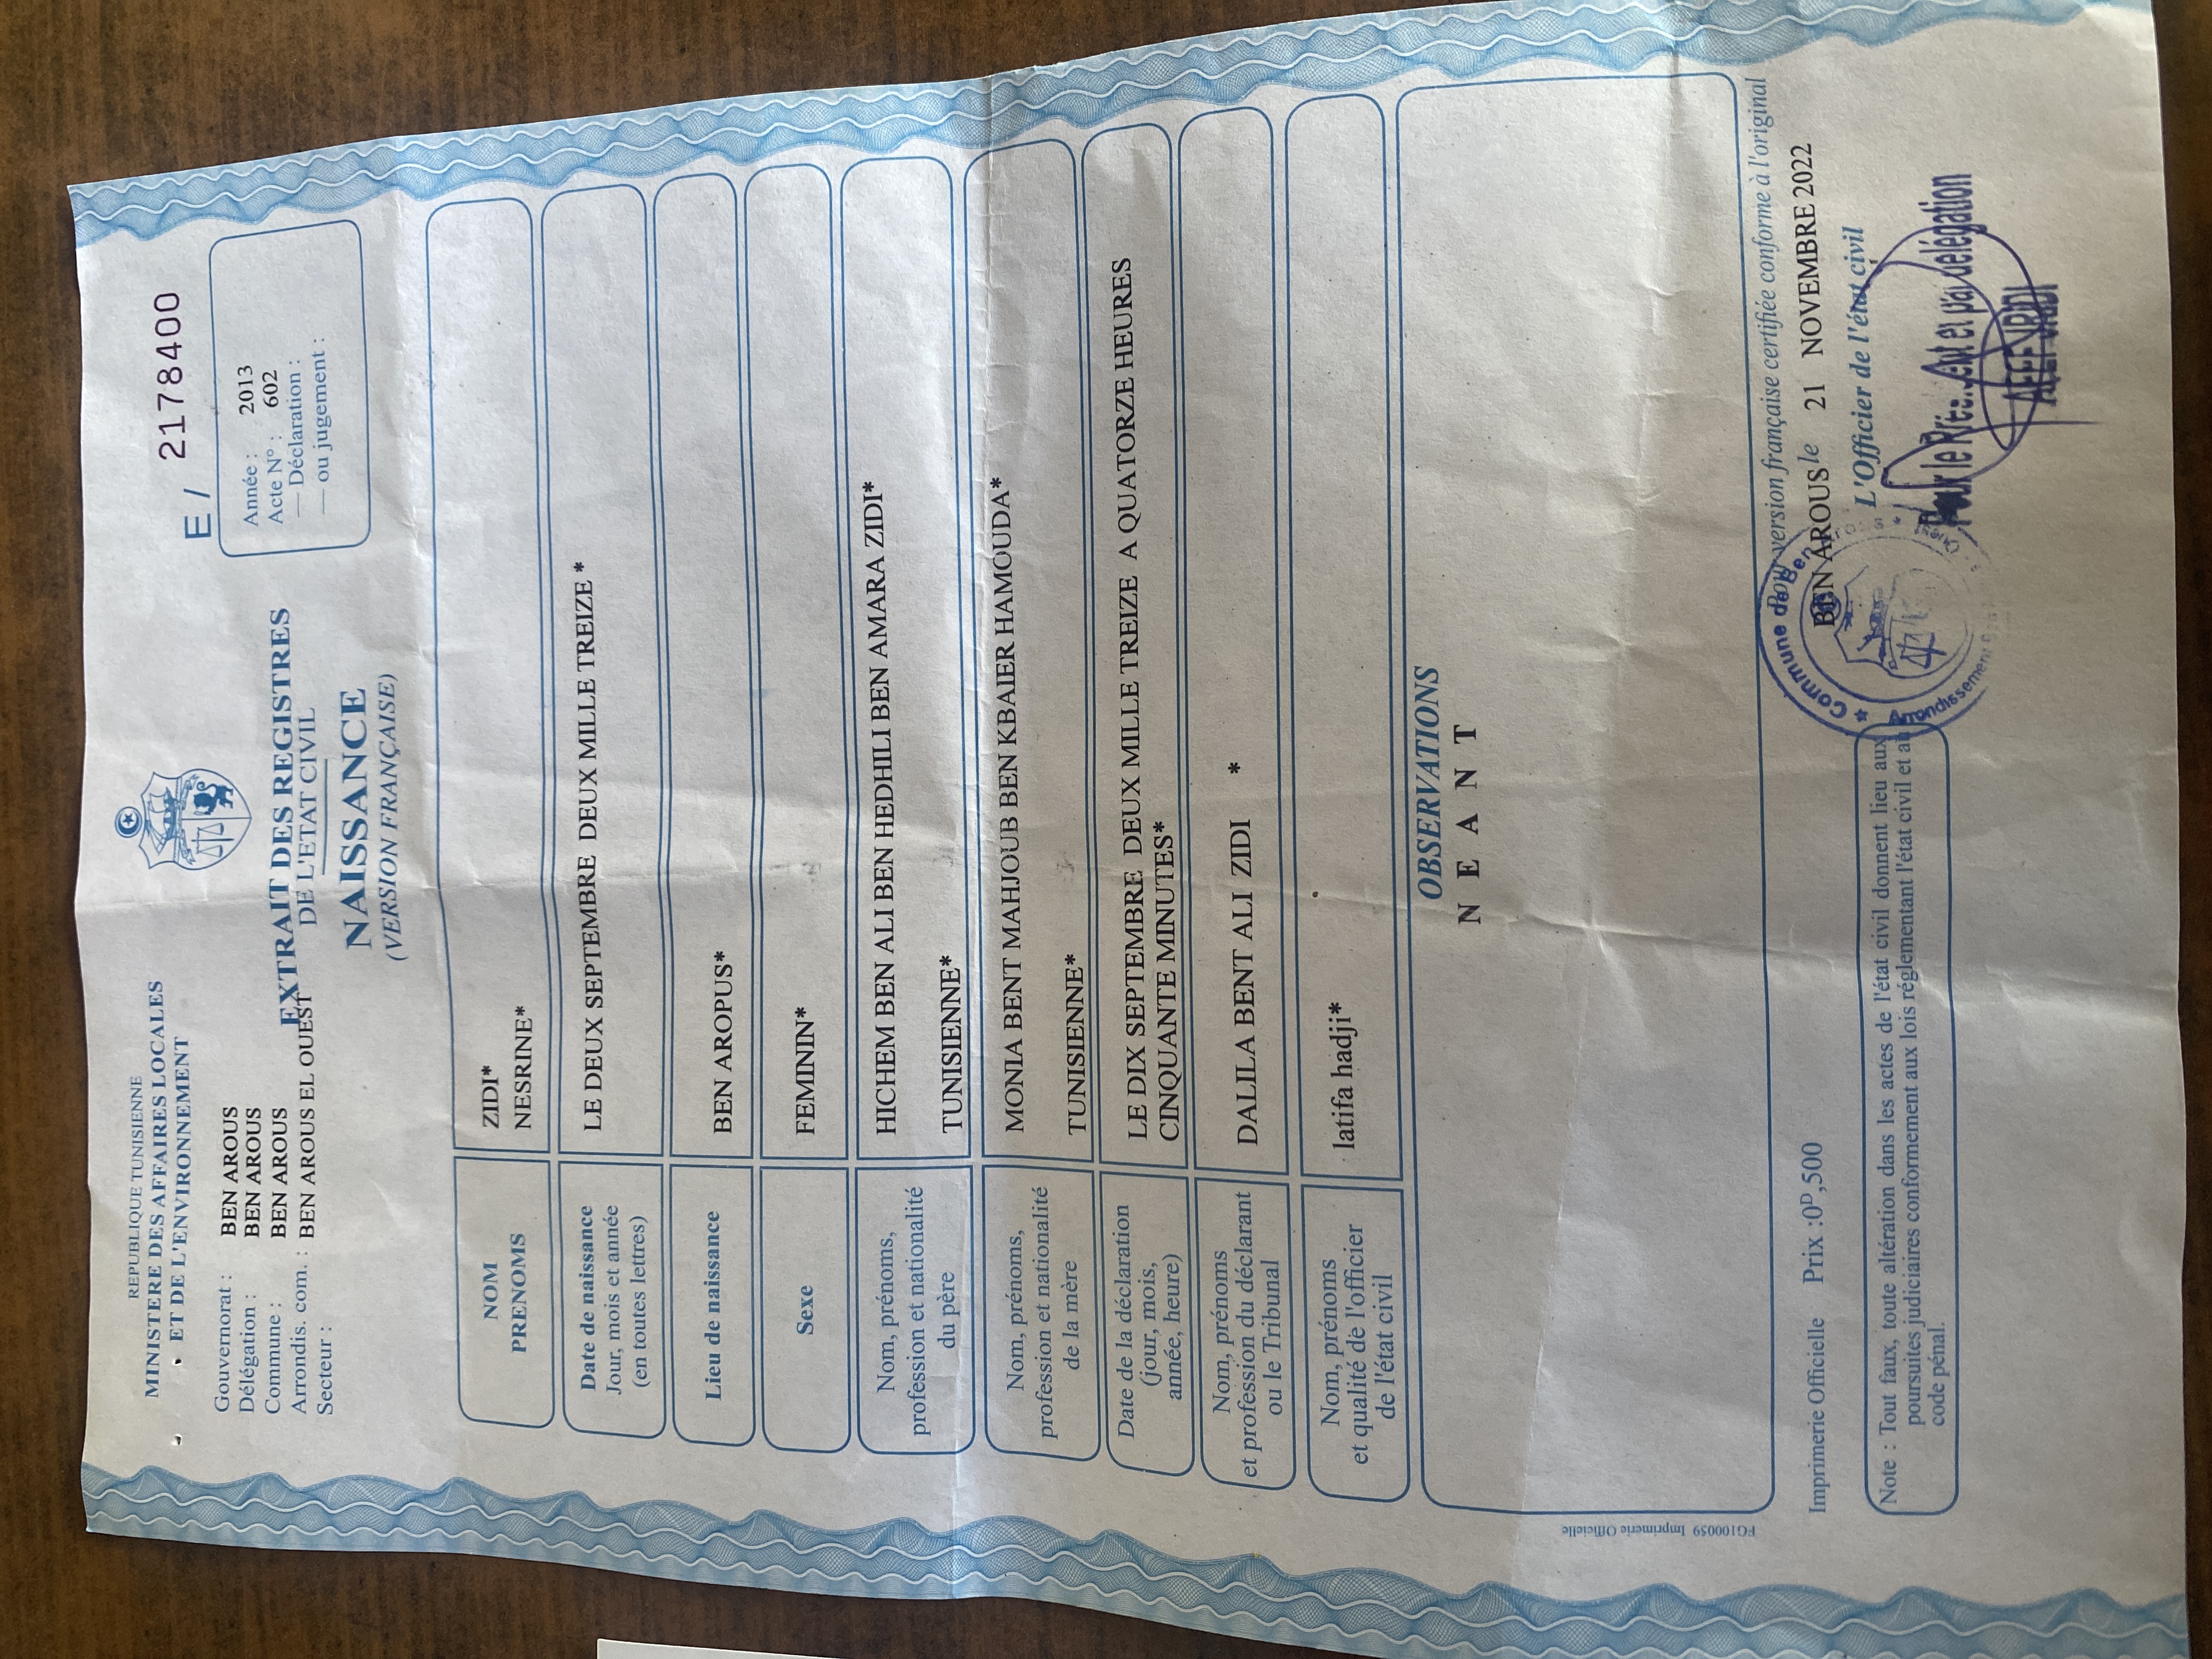 REPUBLIQUE TUNISIENNE
MINISTERE DES AFFAIRES LOCALES
ET DE L'ENVIRONNEMENT
E / 2178400
Gouvernorat : BEN AROUS
Délégation : BEN AROUS
Commune : BEN AROUS
Arrondis. com. : BEN AROUS EL OUEST
Secteur :
EXTRAIT DES REGISTRES
DE L'ETAT CIVIL
NAISSANCE
(VERSION FRANÇAISE)
Année : 2013
Acte N° : 602
— Déclaration :
— ou jugement :
NOM ZIDI*
PRENOMS NESRINE*
Date de naissance
Jour, mois et année
(en toutes lettres)
LE DEUX SEPTEMBRE DEUX MILLE TREIZE *
Lieu de naissance BEN AROPUS*
Sexe FEMININ*
Nom, prénoms,
profession et nationalité
du père
HICHEM BEN ALI BEN HEDHILI BEN AMARA ZIDI*
TUNISIENNE*
Nom, prénoms,
profession et nationalité
de la mère
MONIA BENT MAHJOUB BEN KBAIER HAMOUDA*
TUNISIENNE*
Date de la déclaration
(jour, mois,
année, heure)
LE DIX SEPTEMBRE DEUX MILLE TREIZE A QUATORZE HEURES
CINQUANTE MINUTES*
Nom, prénoms
et profession du déclarant
ou le Tribunal
DALILA BENT ALI ZIDI *
Nom, prénoms
et qualité de l'officier
de l'état civil
latifa hadji*
OBSERVATIONS
N E A N T
FG100059 Imprimerie Officielle
Imprimerie Officielle Prix :0ᴰ,500
Pour version française certifiée conforme à l'original
BEN AROUS le 21 NOVEMBRE 2022
L'Officier de l'état civil
Pour le et par délégation
Commune de Ben Arous
Arrondissement
Note : Tout faux, toute altération dans les actes de l'état civil donnent lieu aux
poursuites judiciaires conformement aux lois réglementant l'état civil et au
code pénal.